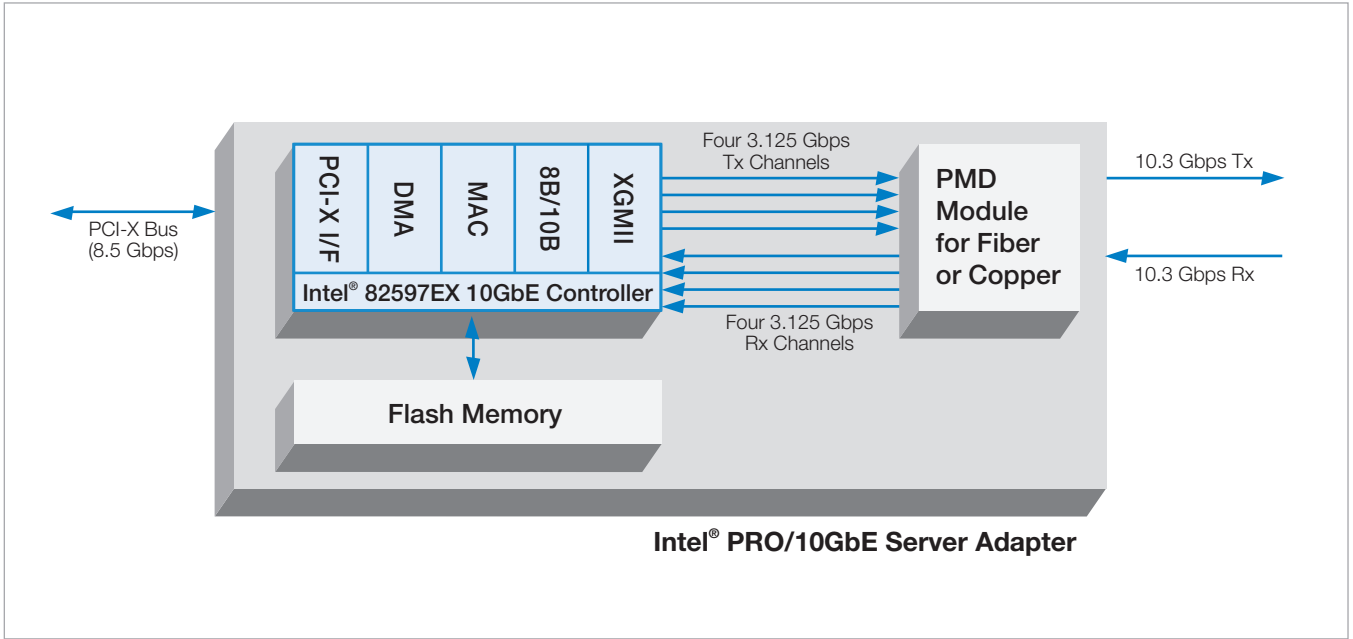 PCI-X Bus
(8.5 Gbps)
PCI-X I/F
DMA
MAC
8B/10B
XGMII
Intel® 82597EX 10GbE Controller
Four 3.125 Gbps
Tx Channels
Four 3.125 Gbps
Rx Channels
PMD
Module
for Fiber
or Copper
10.3 Gbps Tx
10.3 Gbps Rx
Flash Memory
Intel® PRO/10GbE Server Adapter